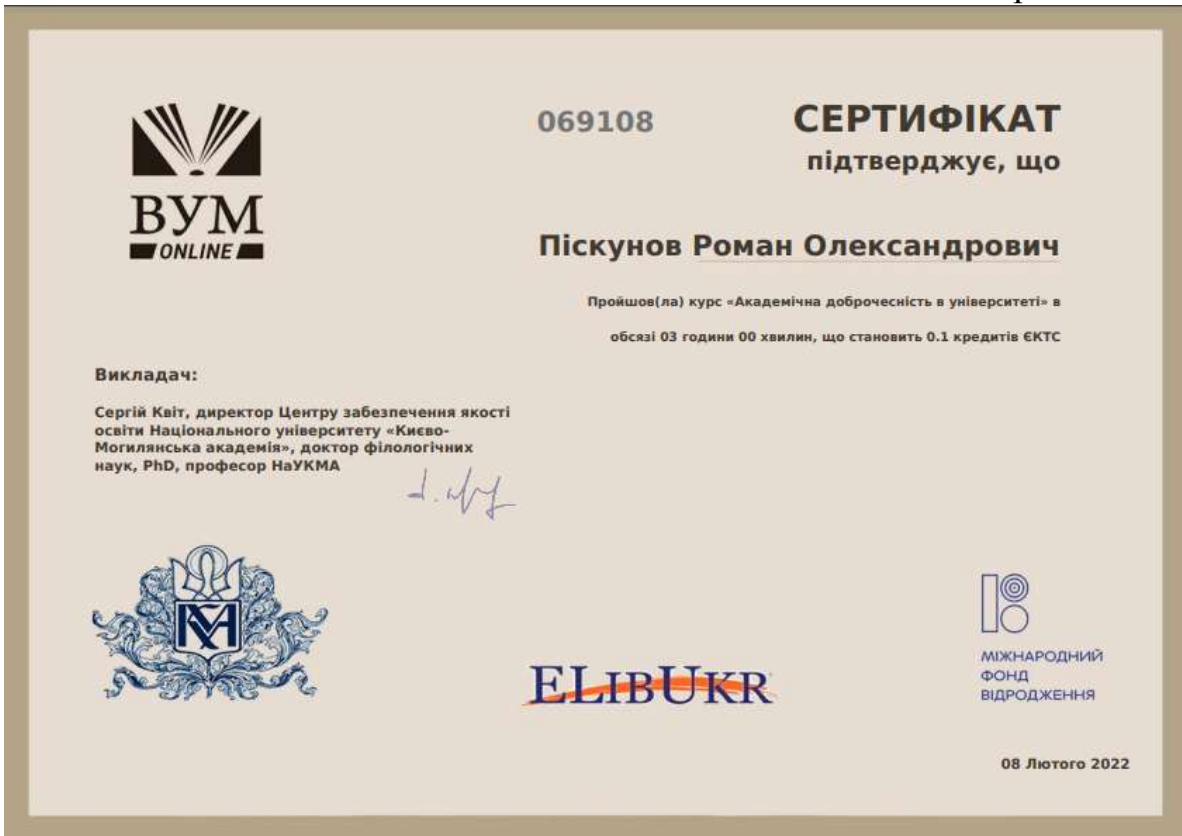 ВУМ
ONLINE
069108
СЕРТИФІКАТ
підтверджує, що
Піскунов Роман Олександрович
Пройшов(ла) курс «Академічна доброчесність в університеті» в
обсязі 03 години 00 хвилин, що становить 0.1 кредитів ЄКТС
Викладач:
Сергій Квіт, директор Центру забезпечення якості
освіти Національного університету «Києво-
Могилянська академія», доктор філологічних
наук, PhD, професор НаУКМА
ELIBUKR
МІЖНАРОДНИЙ
ФОНД
ВІДРОДЖЕННЯ
08 Лютого 2022